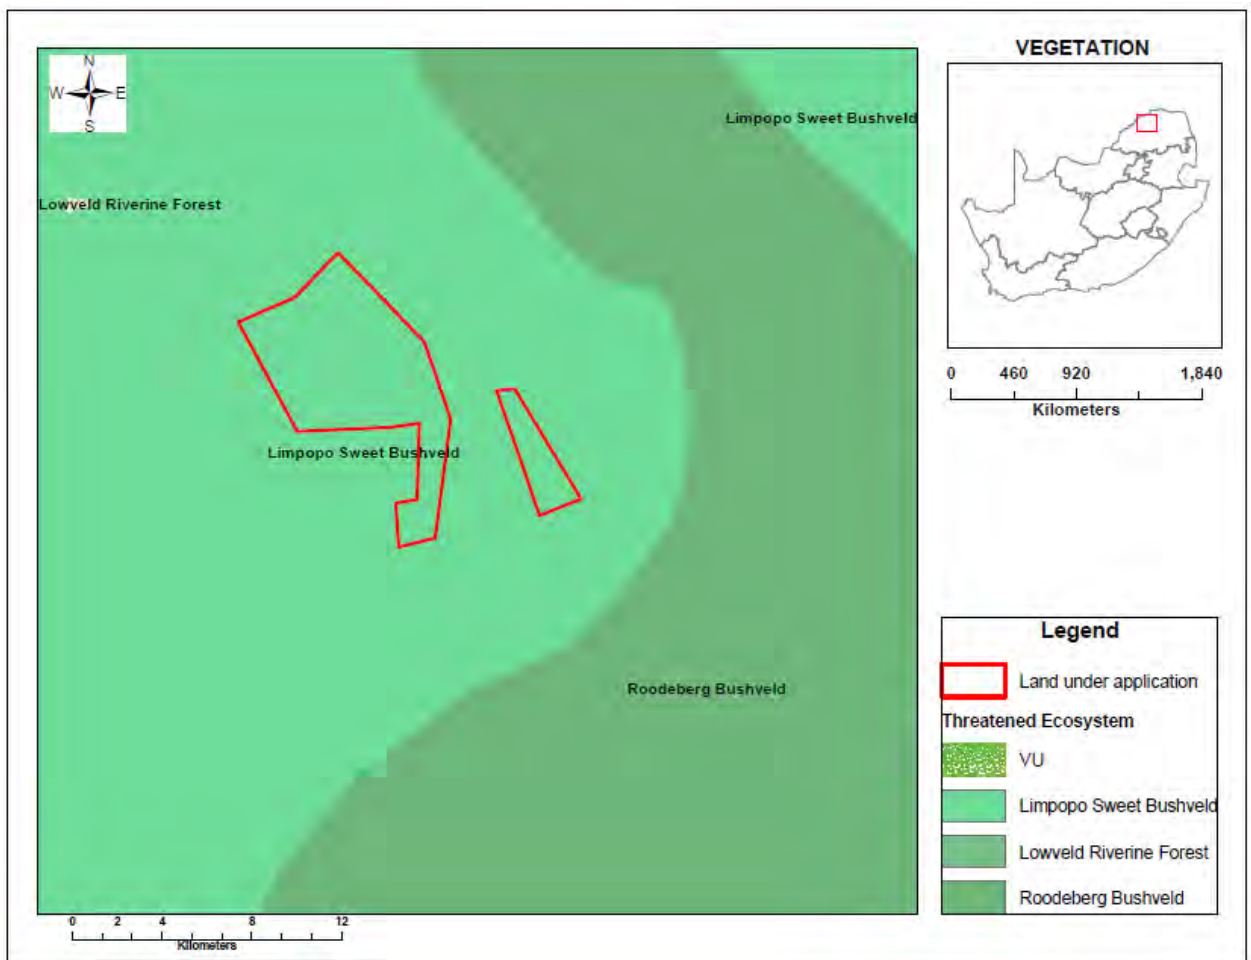 VEGETATION
N
W E
S
Limpopo Sweet Bushveld
Lowveld Riverine Forest
Limpopo Sweet Bushveld
Roodeberg Bushveld
0 2 4 8 12
Kilometers
0 460 920 1,840
Kilometers
Legend
Land under application
Threatened Ecosystem
VU
Limpopo Sweet Bushveld
Lowveld Riverine Forest
Roodeberg Bushveld